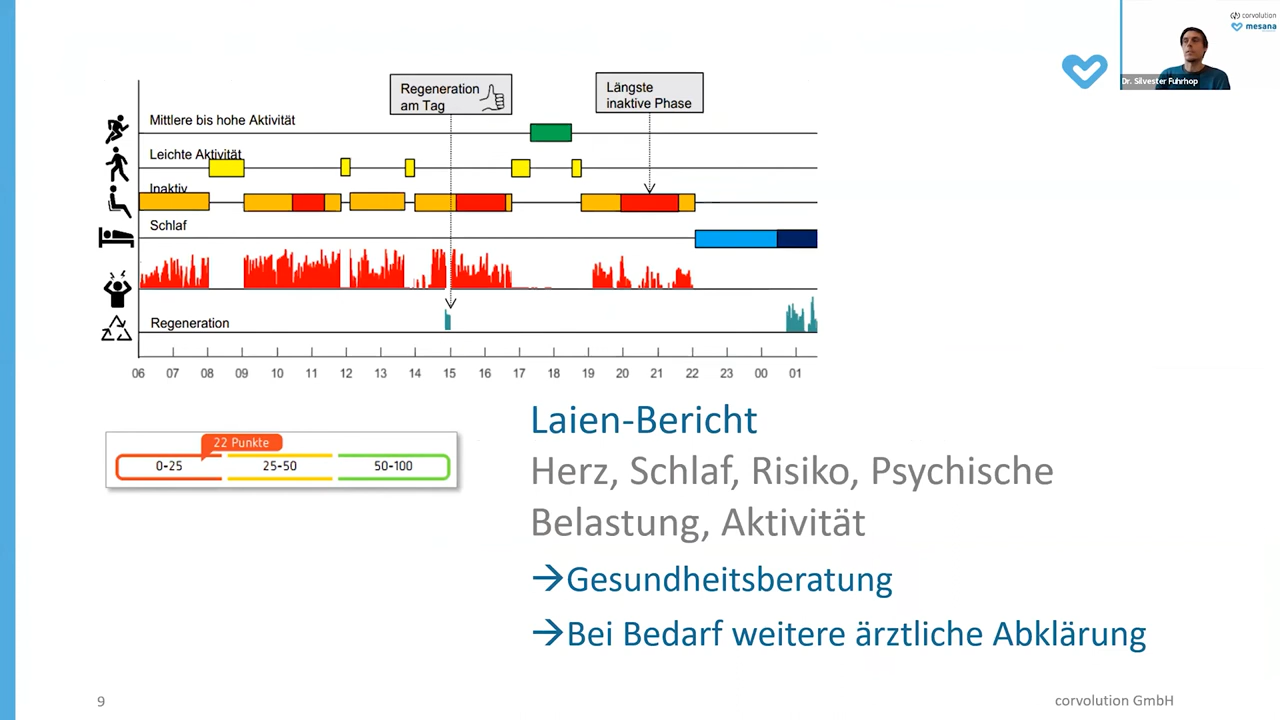 corvolution
mesana
Dr. Silvester Fuhrhop
Regeneration
am Tag
Längste
inaktive Phase
Mittlere bis hohe Aktivität
Leichte Aktivität
Inaktiv
Schlaf
Regeneration
06 07 08 09 10 11 12 13 14 15 16 17 18 19 20 21 22 23 00 01
22 Punkte
0-25 25-50 50-100
Laien-Bericht
Herz, Schlaf, Risiko, Psychische
Belastung, Aktivität
→Gesundheitsberatung
→Bei Bedarf weitere ärztliche Abklärung
9
corvolution GmbH